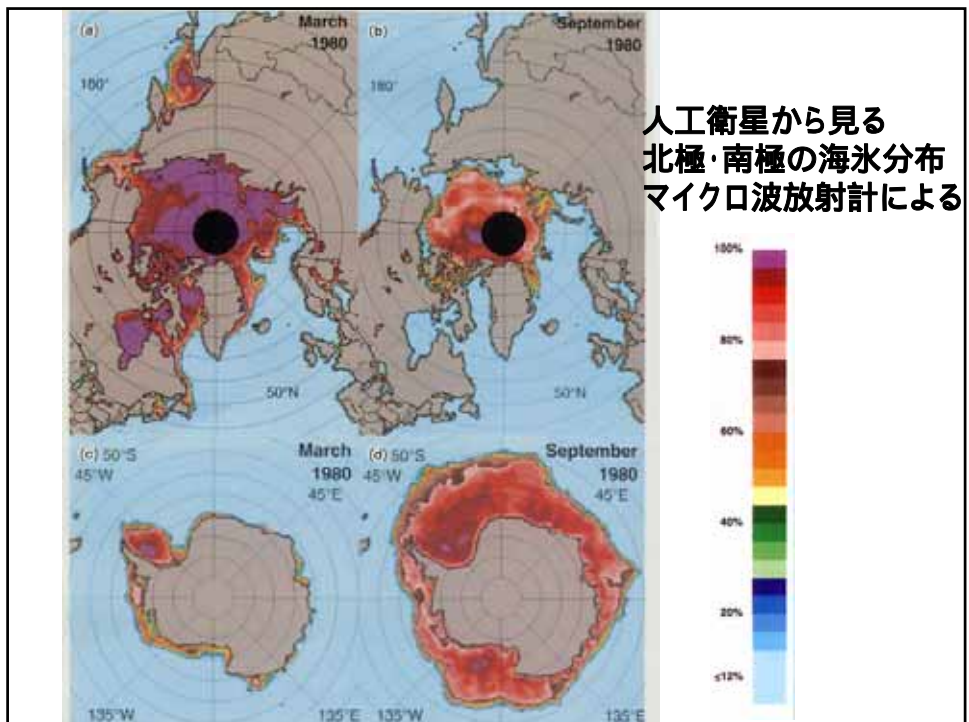 (a)
March
1980
180°
(b)
September
1980
180°
50°N
50°N
人工衛星から見る
北極・南極の海氷分布
マイクロ波放射計による
100%
80%
60%
40%
20%
≤12%
(c) 50°S
45°W
March
1980
45°E
135°W
135°E
(d) 50°S
45°W
September
1980
45°E
135°W
135°E